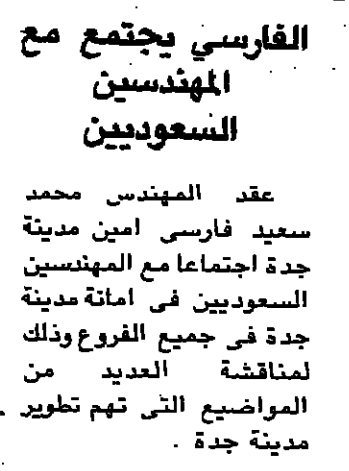 الفارسي يجتمع مع
المهندسين
السعوديين
عقد المهندس محمد
سعيد فارسى امين مدينة
جدة اجتماعا مع المهندسين
السعوديين فى امانة مدينة
جدة فى جميع الفروع وذلك
لمناقشة العديد من
المواضيع التى تهم تطوير
مدينة جدة .